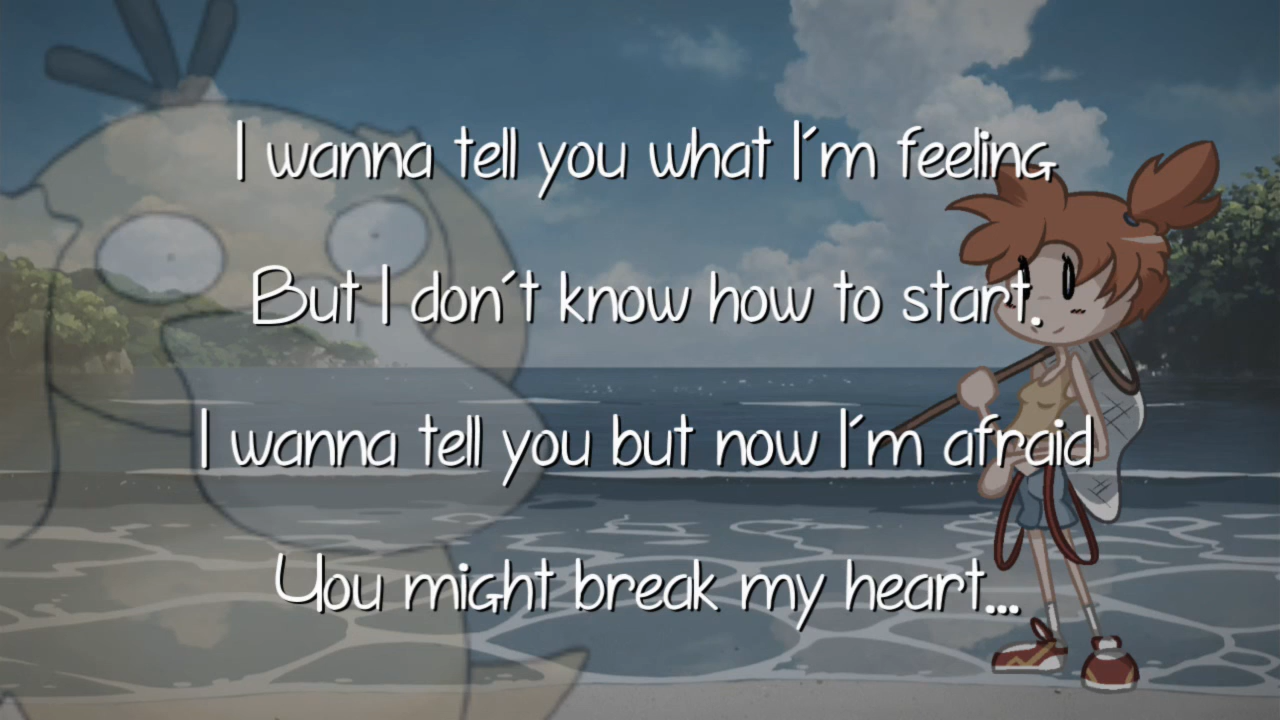 I wanna tell you what I´m feeling
But I don´t know how to start.
I wanna tell you but now I´m afraid
You might break my heart...